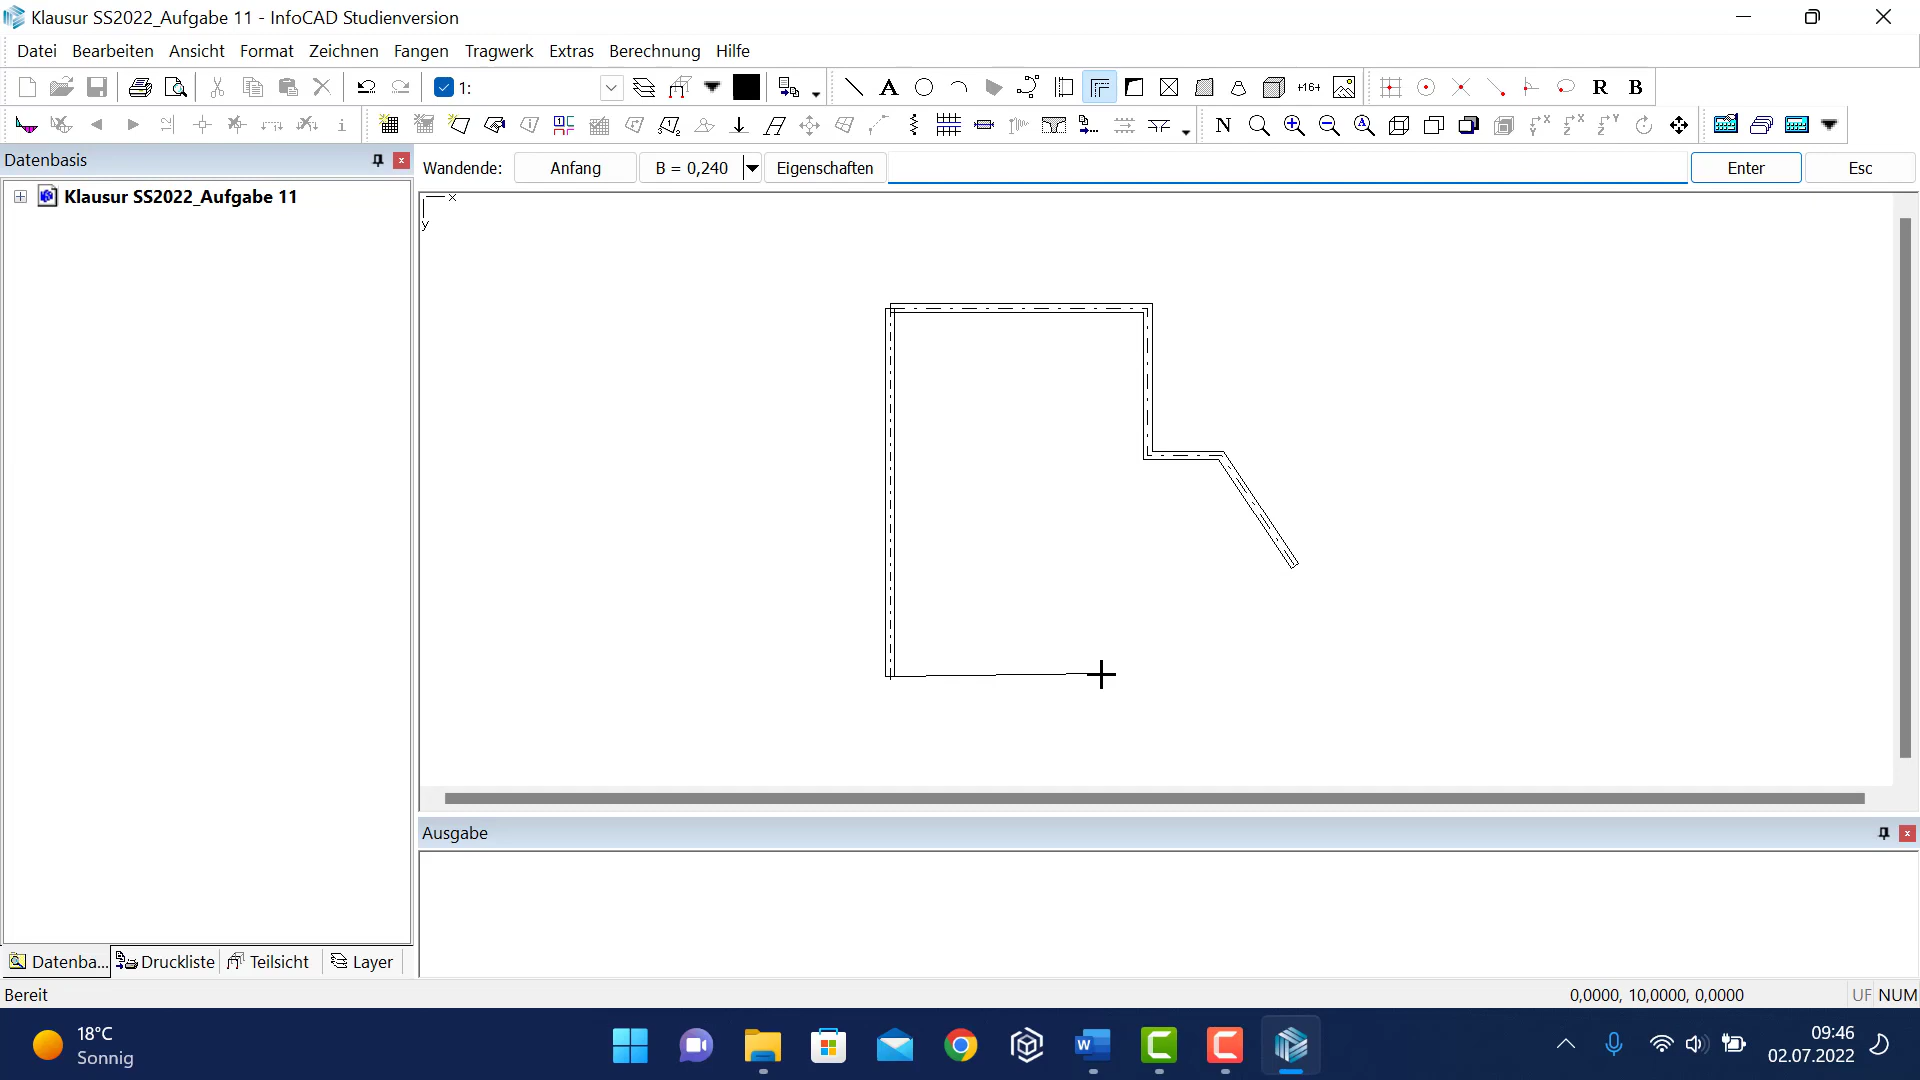 Klausur SS2022_Aufgabe 11 - InfoCAD Studienversion
Datei Bearbeiten Ansicht Format Zeichnen Fangen Tragwerk Extras Berechnung Hilfe
1: A +16+ R B
N
Datenbasis
Wandende: Anfang B = 0,240 Eigenschaften Enter Esc
Klausur SS2022_Aufgabe 11
x
y
Ausgabe
Datenba... Druckliste Teilsicht Layer
Bereit 0,0000, 10,0000, 0,0000 UF NUM
18°C
Sonnig
09:46
02.07.2022